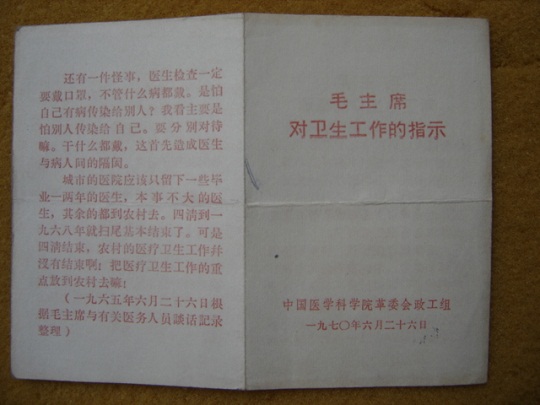 还有一件怪事，医生检查一定
要戴口罩，不管什么病都戴。是怕
自己有病传染给别人？我看主要是
怕别人传染给自己。要分别对待
嘛。干什么都戴，这首先造成医生
与病人间的隔阂。
城市的医院应该只留下一些毕
业一两年的医生，本事不大的医
生，其余的都到农村去。四清到一
九六八年就扫尾基本结束了。可是
四清结束，农村的医疗卫生工作并
没有结束啊；把医疗卫生工作的重
点放到农村去嘛；
（一九六五年六月二十六日根
据毛主席与有关医务人员谈话记录
整理）
毛主席
对卫生工作的指示
中国医学科学院革委会政工组
一九七〇年六月二十六日